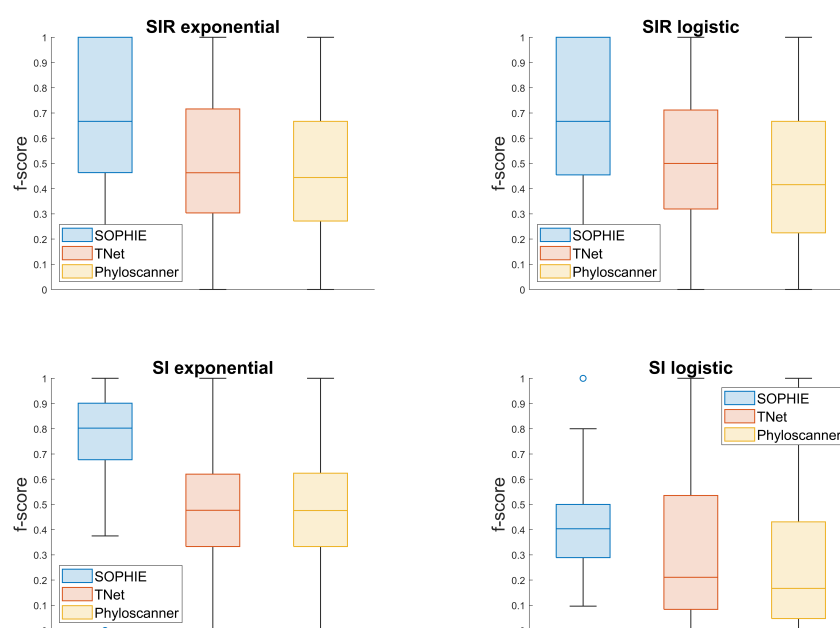 SIR exponential
f-score
1
0.9
0.8
0.7
0.6
0.5
0.4
0.3
0.2
0.1
0
SOPHIE
TNet
Phyloscanner
SIR logistic
f-score
1
0.9
0.8
0.7
0.6
0.5
0.4
0.3
0.2
0.1
0
SOPHIE
TNet
Phyloscanner
SI exponential
f-score
1
0.9
0.8
0.7
0.6
0.5
0.4
0.3
0.2
0.1
SOPHIE
TNet
Phyloscanner
SI logistic
f-score
1
0.9
0.8
0.7
0.6
0.5
0.4
0.3
0.2
0.1
SOPHIE
TNet
Phyloscanner